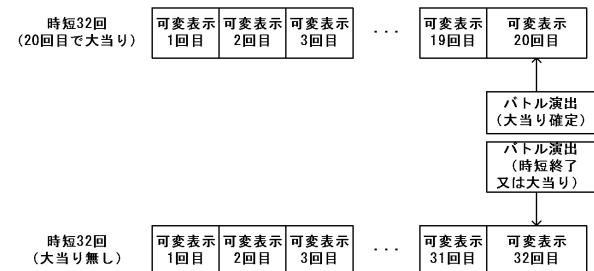 時短32回
(20回目で大当り)
可変表示
1回目
可変表示
2回目
可変表示
3回目
...
可変表示
19回目
可変表示
20回目
バトル演出
(大当り確定)
バトル演出
(時短終了
又は大当り)
時短32回
(大当り無し)
可変表示
1回目
可変表示
2回目
可変表示
3回目
...
可変表示
31回目
可変表示
32回目